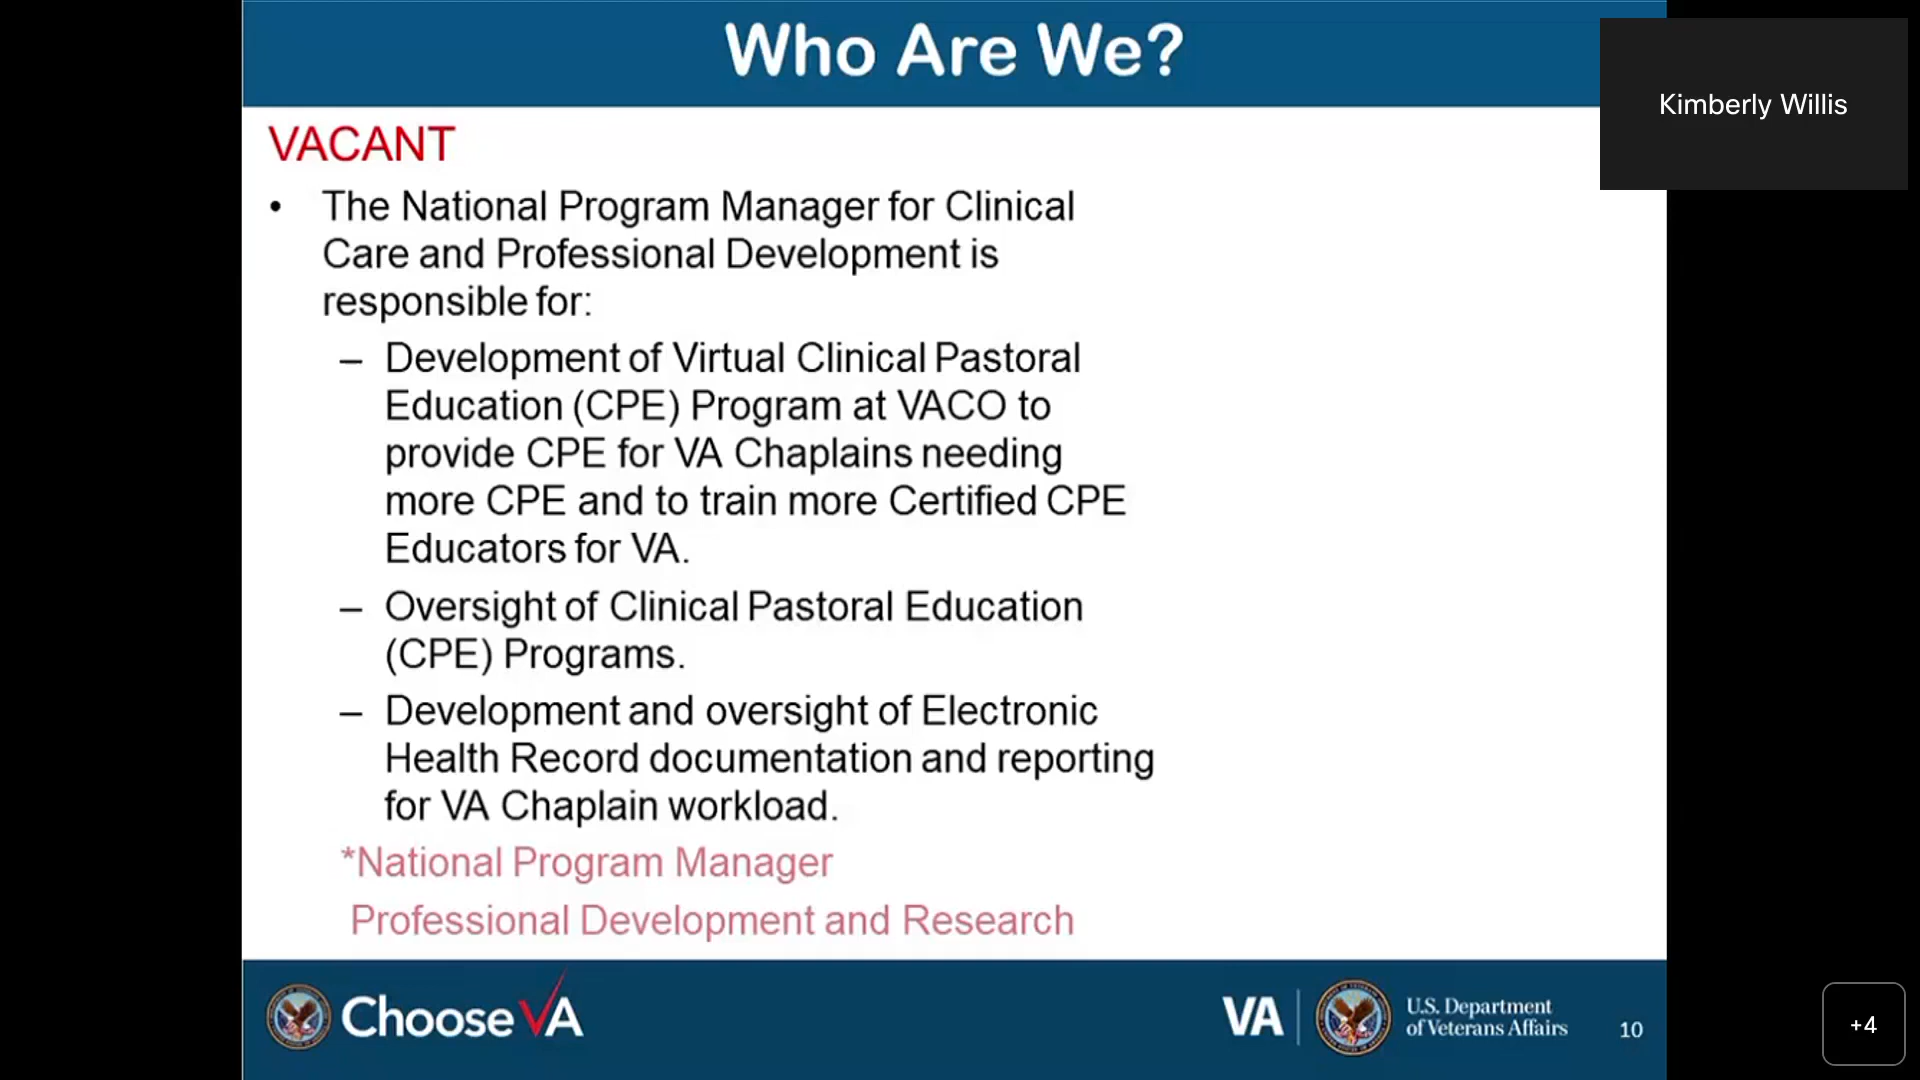 Who Are We?
Kimberly Willis
VACANT
• The National Program Manager for Clinical
Care and Professional Development is
responsible for:
– Development of Virtual Clinical Pastoral
Education (CPE) Program at VACO to
provide CPE for VA Chaplains needing
more CPE and to train more Certified CPE
Educators for VA.
– Oversight of Clinical Pastoral Education
(CPE) Programs.
– Development and oversight of Electronic
Health Record documentation and reporting
for VA Chaplain workload.
*National Program Manager
Professional Development and Research
Choose VA
VA
U.S. Department
of Veterans Affairs
10
+4